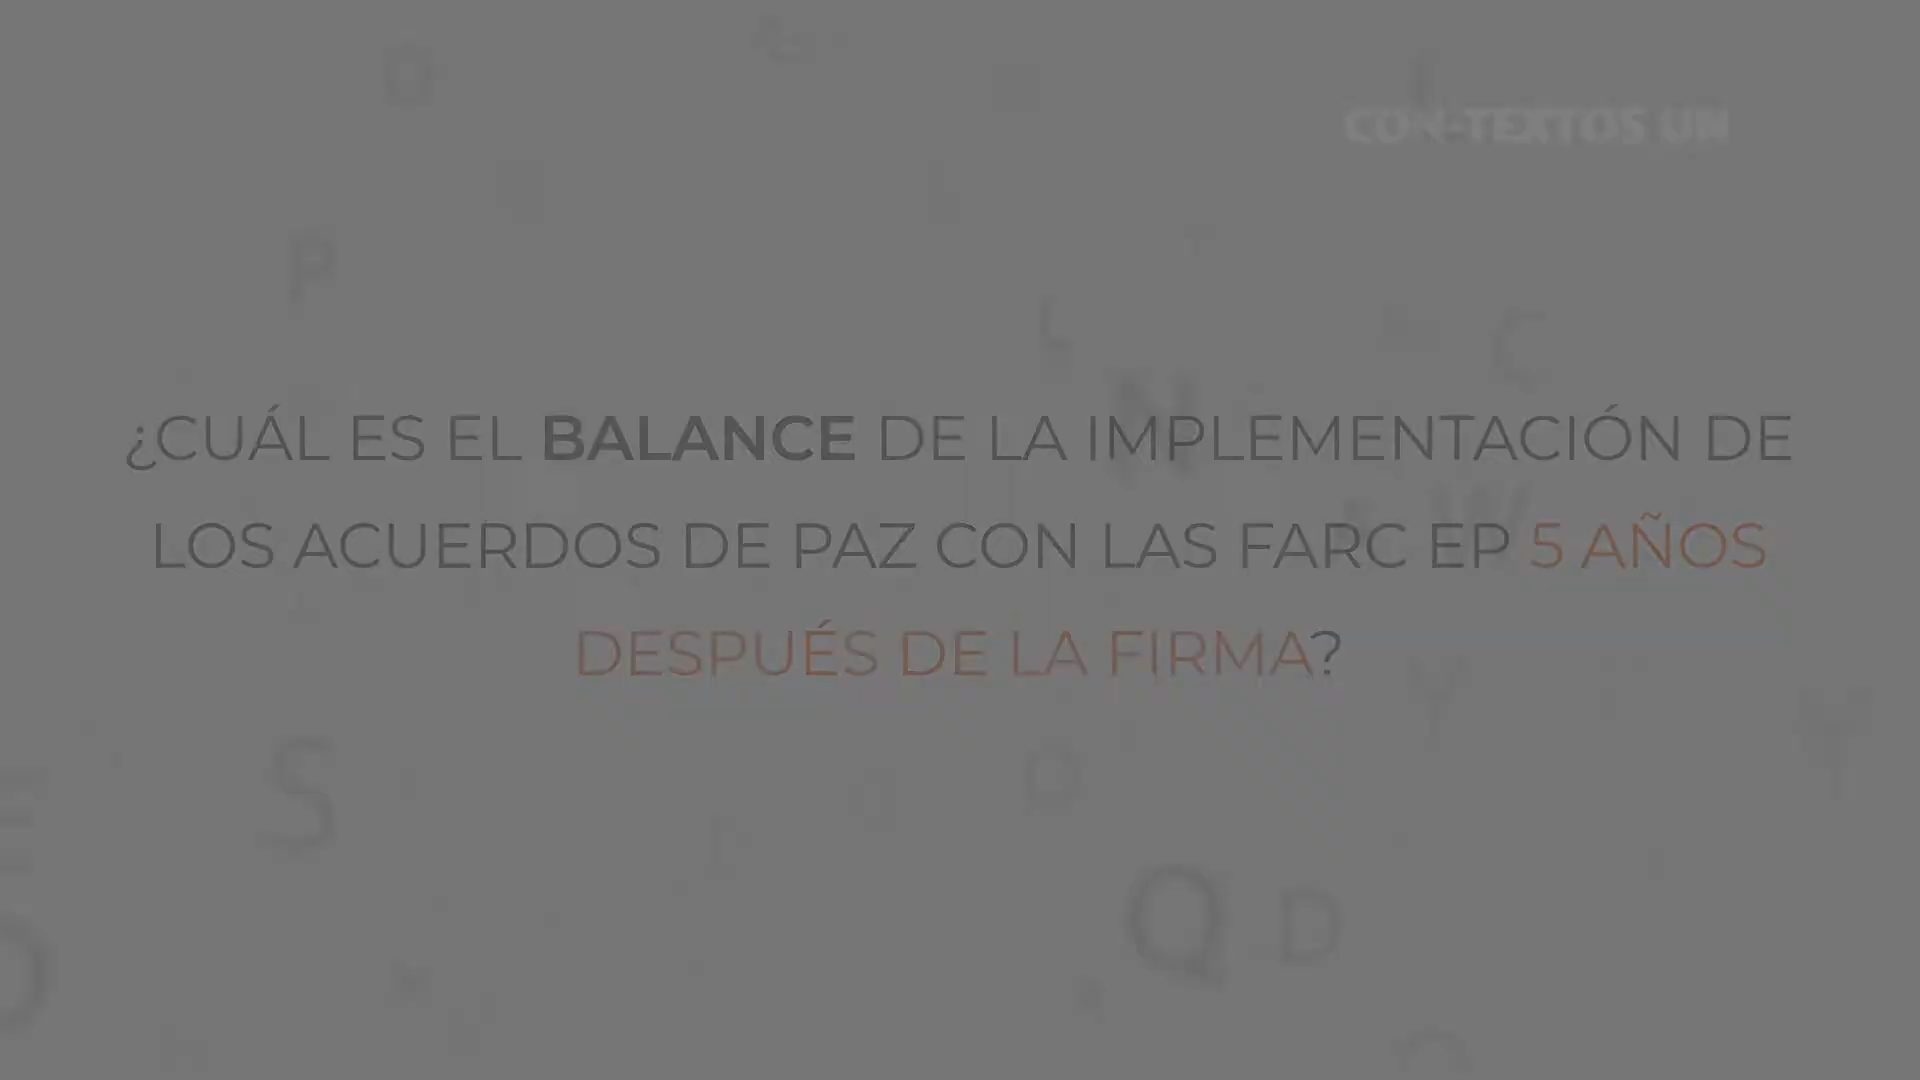 CON-TEXTOS UN
¿CUÁL ES EL BALANCE DE LA IMPLEMENTACIÓN DE
LOS ACUERDOS DE PAZ CON LAS FARC EP 5 AÑOS
DESPUÉS DE LA FIRMA?